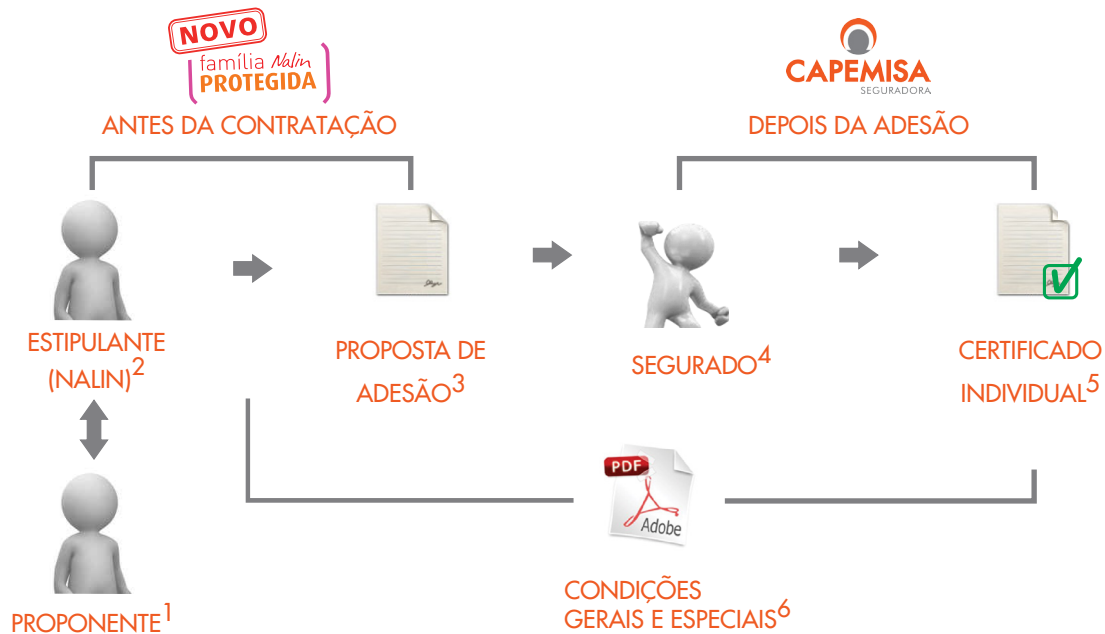 NOVO
família Nalin
PROTEGIDA
CAPEMISA
SEGURADORA
ANTES DA CONTRATAÇÃO
DEPOIS DA ADESÃO
ESTIPULANTE
(NALIN)2
PROPOSTA DE
ADESÃO3
SEGURADO4
CERTIFICADO
INDIVIDUAL5
PDF
Adobe
PROPONENTE1
CONDIÇÕES
GERAIS E ESPECIAIS6